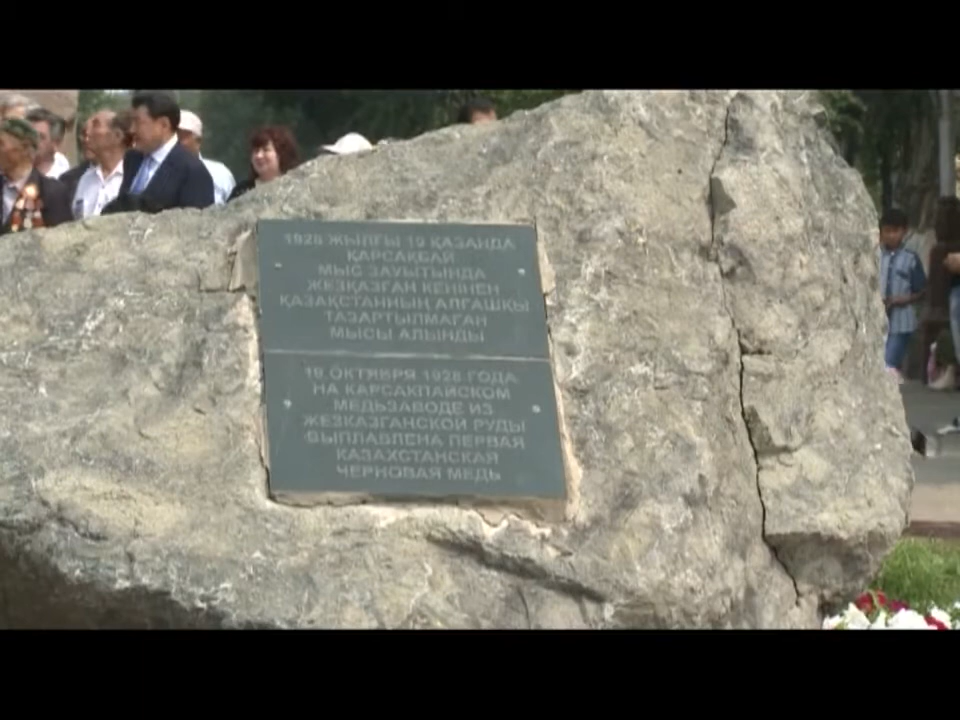 1928 ЖЫЛҒЫ 19 ҚАЗАНДА
ҚАРСАҚБАЙ
МЫС ЗАУЫТЫНДА
ЖЕЗҚАЗҒАН КЕНІНЕН
ҚАЗАҚСТАННЫҢ АЛҒАШҚЫ
ТАЗАРТЫЛМАҒАН
МЫСЫ АЛЫНДЫ
19 ОКТЯБРЯ 1928 ГОДА
НА КАРСАКПАЙСКОМ
МЕДЬЗАВОДЕ ИЗ
ЖЕЗКАЗГАНСКОЙ РУДЫ
ВЫПЛАВЛЕНА ПЕРВАЯ
КАЗАХСТАНСКАЯ
ЧЕРНОВАЯ МЕДЬ